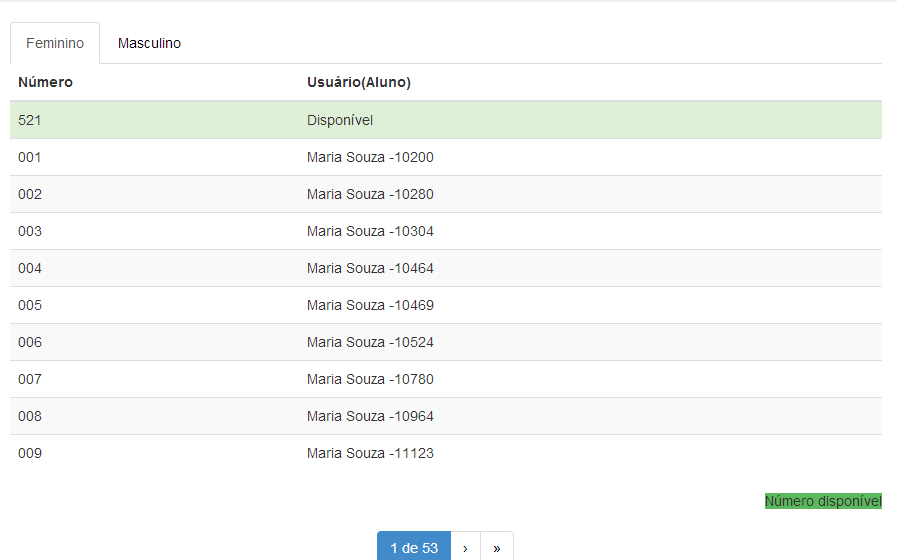 Feminino Masculino
Número Usuário(Aluno)
521 Disponível
001 Maria Souza -10200
002 Maria Souza -10280
003 Maria Souza -10304
004 Maria Souza -10464
005 Maria Souza -10469
006 Maria Souza -10524
007 Maria Souza -10780
008 Maria Souza -10964
009 Maria Souza -11123
Número disponível
1 de 53 › »